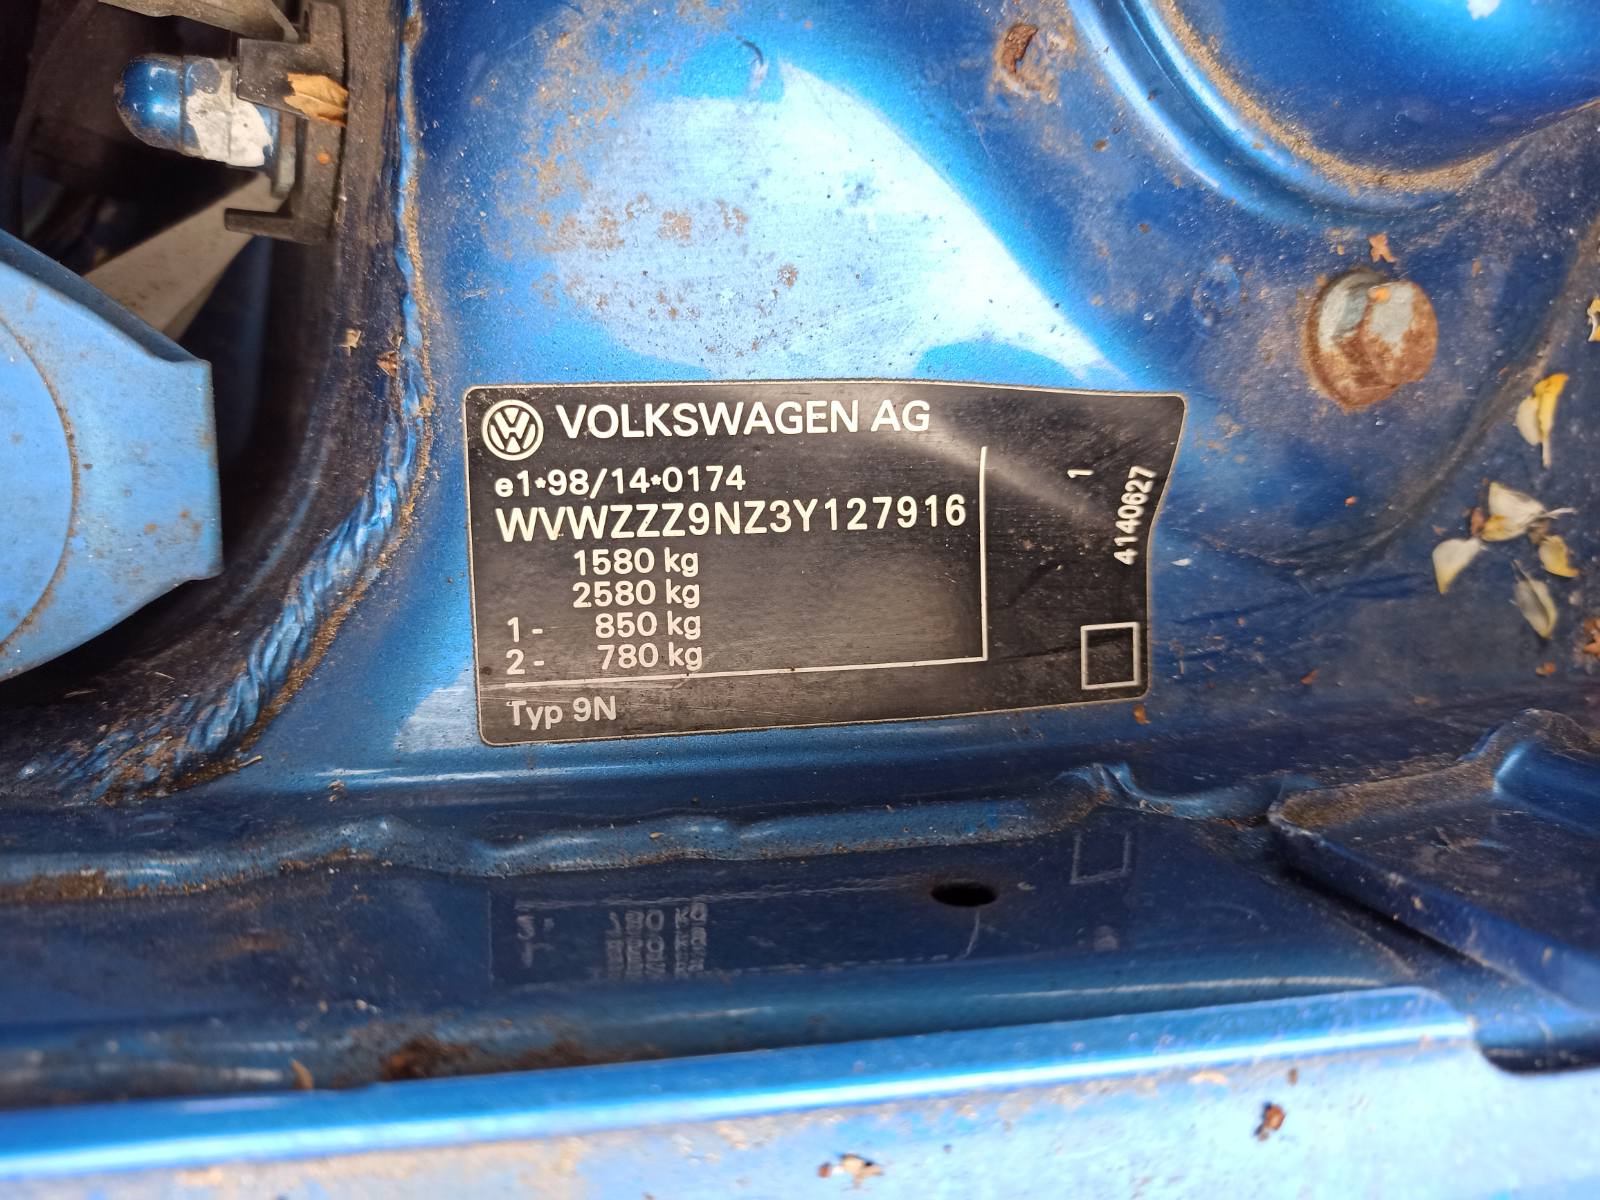 VOLKSWAGEN AG
e1*98/14*0174
WVWZZZ9NZ3Y127916
1580 kg
2580 kg
1- 850 kg
2- 780 kg
Typ 9N
1
4140627